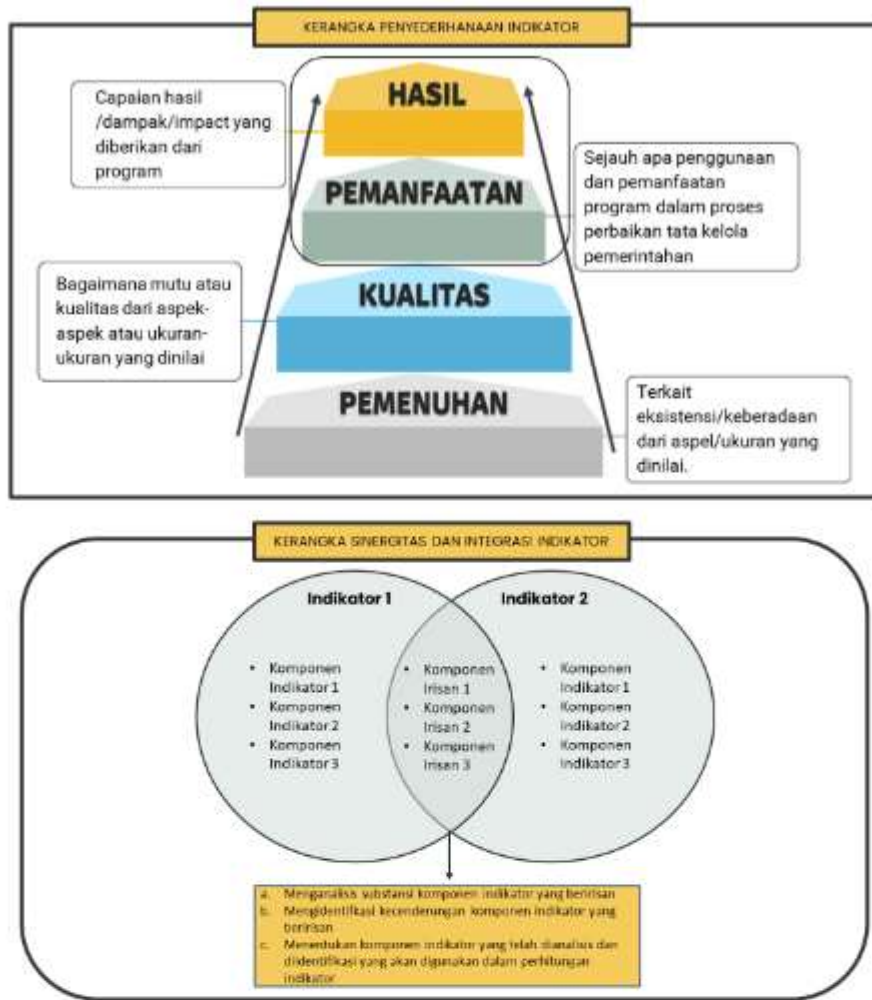 KERANGKA PENYEDERHANAAN INDIKATOR
HASIL
Capaian hasil
/dampak/impact yang
diberikan dari
program
PEMANFAATAN
Sejauh apa penggunaan
dan pemanfaatan
program dalam proses
perbaikan tata kelola
pemerintahan
KUALITAS
Bagaimana mutu atau
kualitas dari aspek-
aspek atau ukuran-
ukuran yang dinilai
PEMENUHAN
Terkait
eksistensi/keberadaan
dari aspel/ukuran yang
dinilai.
KERANGKA SINERGITAS DAN INTEGRASI INDIKATOR
Indikator 1
• Komponen
Indikator 1
• Komponen
Indikator 2
• Komponen
Indikator 3
• Komponen
Irisan 1
• Komponen
Irisan 2
• Komponen
Irisan 3
Indikator 2
• Komponen
Indikator 1
• Komponen
Indikator 2
• Komponen
Indikator 3
a. Menganalisis substansi komponen indikator yang beririsan
b. Mengidentifikasi kecenderungan komponen indikator yang
beririsan
c. Menentukan komponen indikator yang telah dianalisis dan
diidentifikasi yang akan digunakan dalam perhitungan
indikator